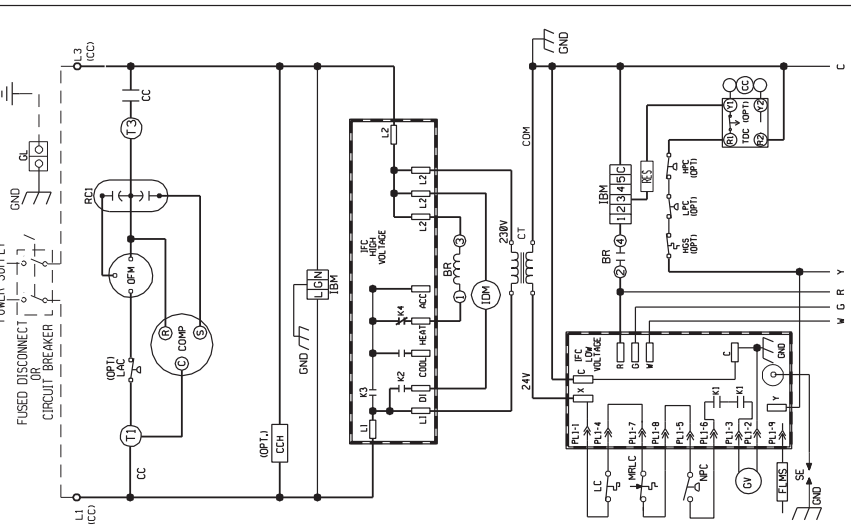 L3
(CC)
GND
GL
CC
T3
RC1
OFM
FUSED DISCONNECT
OR
CIRCUIT BREAKER
(OPT)
LAC
R
COMP
S
C
T1
CC
L1
(CC)
(OPT.)
CCH
GND
L G N
IBM
L2
IFC
HIGH
VOLTAGE
L2
L2
L2
K3
K4
K2
ACC
HEAT
COOL
DI
L1
L1
BR
1
3
IDM
230V
CT
24V
COM
GND
C
IBM
1 2 3 4 5 C
RES
BR
2
4
R1
Y1
TDC (OPT)
R2
Y2
CC
HPC
(OPT)
LPC
(OPT)
HGS
(OPT)
Y
R
G
W
IFC
LOW
VOLTAGE
R
G
W
C
X
C
GND
K1
K1
Y
PL1-1
PL1-4
PL1-7
PL1-8
PL1-5
PL1-6
PL1-3
PL1-2
PL1-9
LC
MRLC
NPC
GV
FLMS
SE
GND